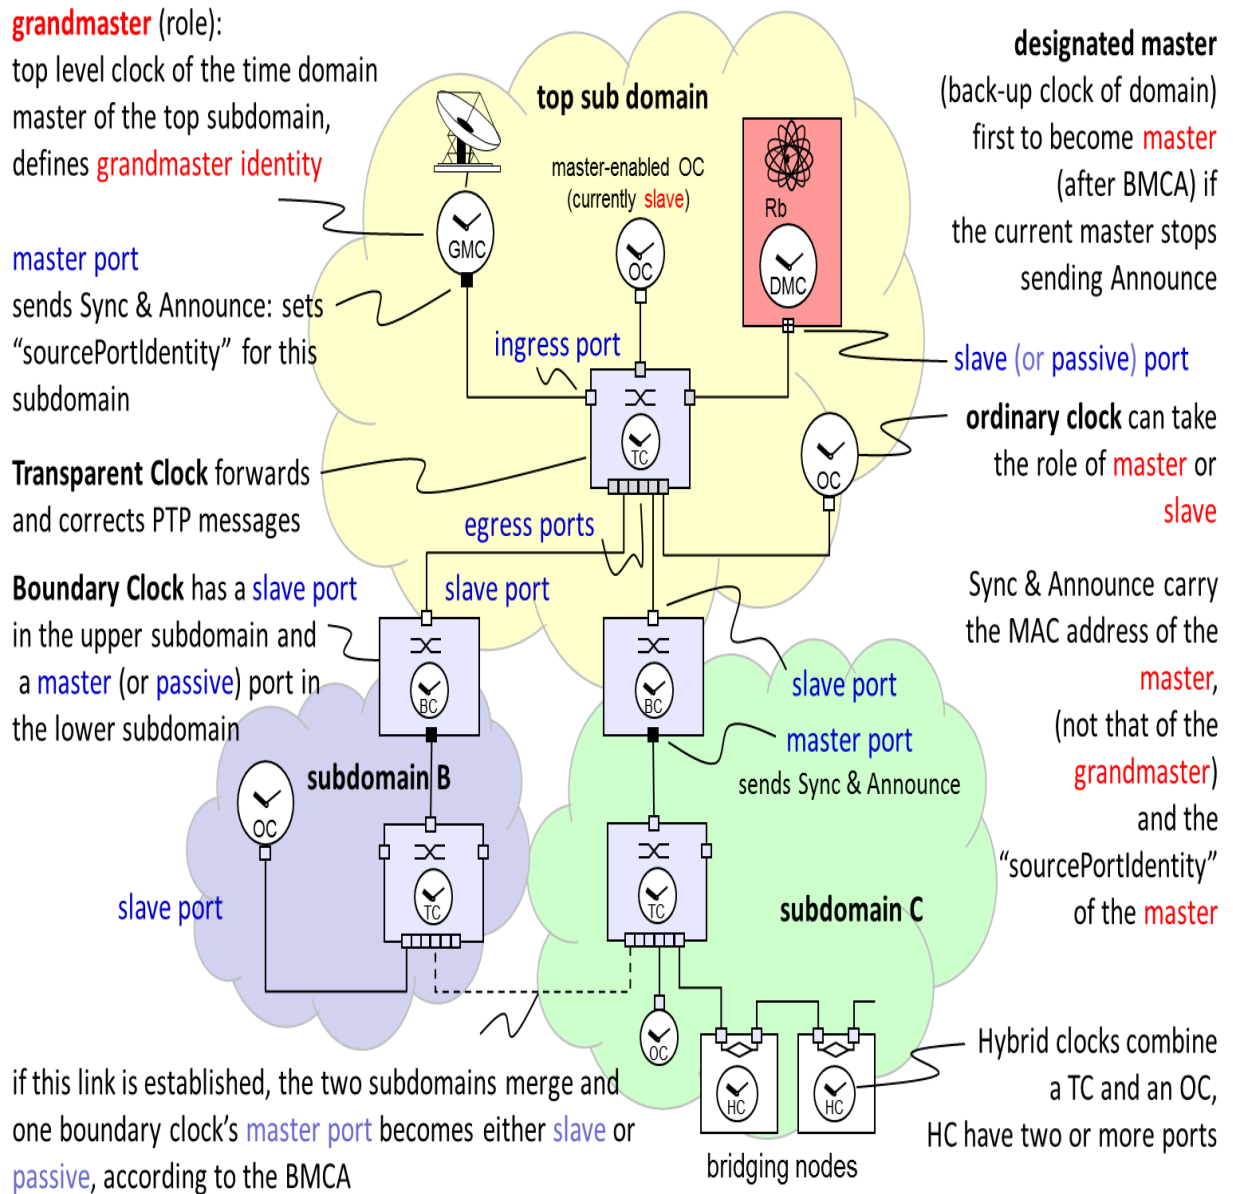 grandmaster (role):
top level clock of the time domain
master of the top subdomain,
defines grandmaster identity
master port
sends Sync & Announce: sets
“sourcePortIdentity” for this
subdomain
Transparent Clock forwards
and corrects PTP messages
Boundary Clock has a slave port
in the upper subdomain and
a master (or passive) port in
the lower subdomain
top sub domain
master-enabled OC
(currently slave)
GMC
OC
Rb
DMC
ingress port
TC
OC
egress ports
slave port
BC
BC
slave port
master port
sends Sync & Announce
designated master
(back-up clock of domain)
first to become master
(after BMCA) if
the current master stops
sending Announce
slave (or passive) port
ordinary clock can take
the role of master or
slave
Sync & Announce carry
the MAC address of the
master,
(not that of the
grandmaster)
and the
“sourcePortIdentity”
of the master
subdomain B
OC
TC
slave port
subdomain C
TC
OC
HC
HC
bridging nodes
Hybrid clocks combine
a TC and an OC,
HC have two or more ports
if this link is established, the two subdomains merge and
one boundary clock’s master port becomes either slave or
passive, according to the BMCA